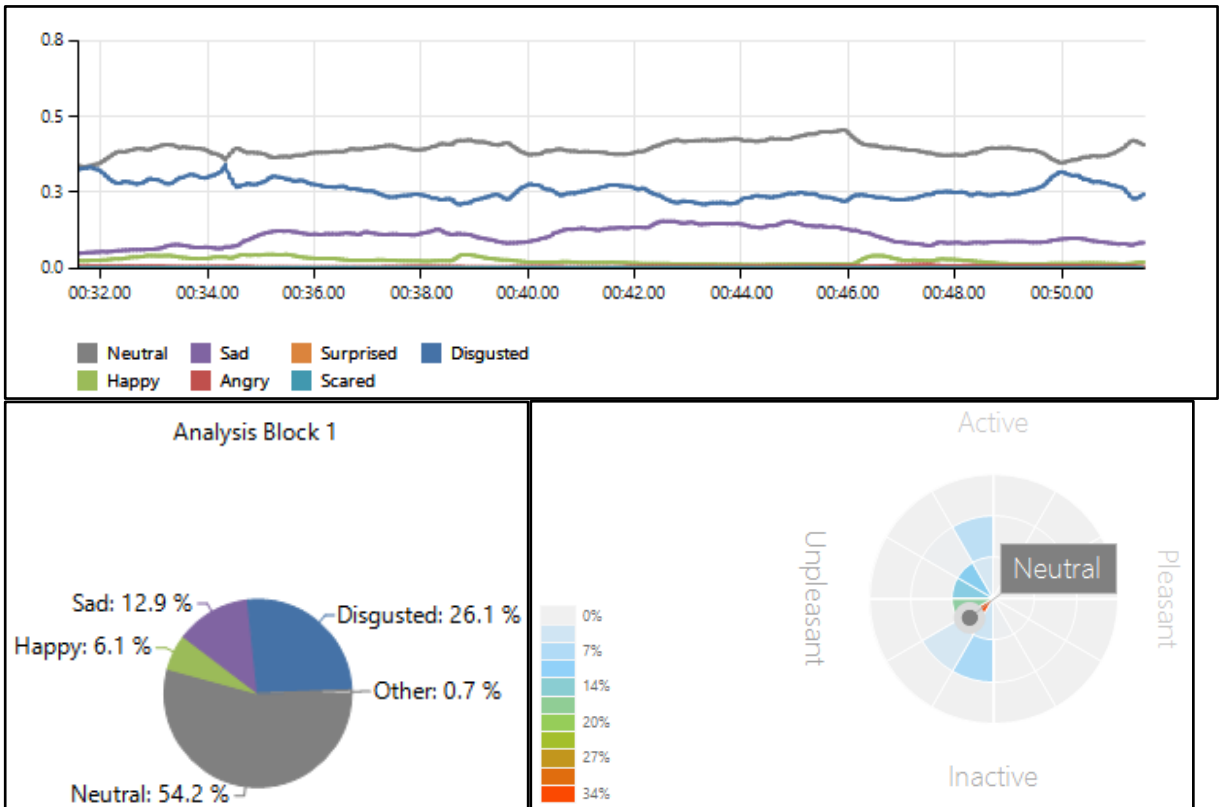 0.8
0.5
0.3
0.0
00:32.00 00:34.00 00:36.00 00:38.00 00:40.00 00:42.00 00:44.00 00:46.00 00:48.00 00:50.00
Neutral Sad Surprised Disgusted
Happy Angry Scared
Analysis Block 1
Sad: 12.9 %
Disgusted: 26.1 %
Happy: 6.1 %
Other: 0.7 %
Neutral: 54.2 %
Active
Unpleasant
Neutral
Pleasant
Inactive
0%
7%
14%
20%
27%
34%